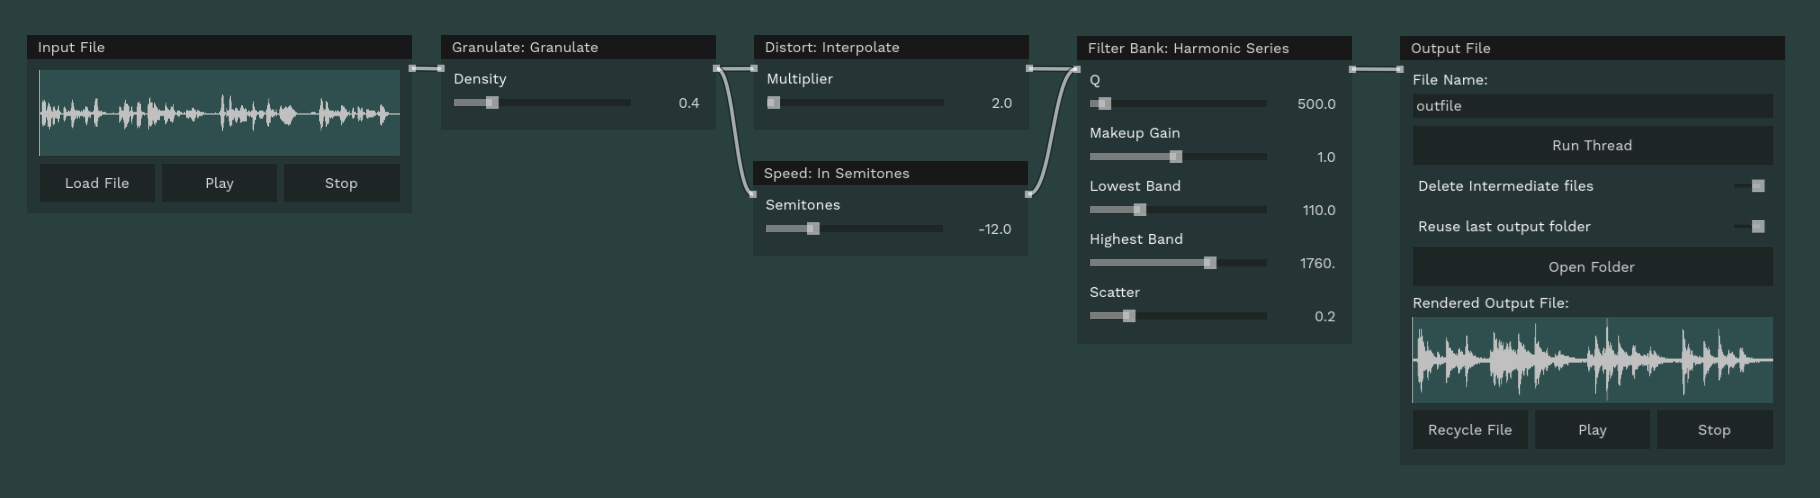 Input File
Load File
Play
Stop
Granulate: Granulate
Density
0.4
Distort: Interpolate
Multiplier
2.0
Speed: In Semitones
Semitones
-12.0
Filter Bank: Harmonic Series
Q
500.0
Makeup Gain
1.0
Lowest Band
110.0
Highest Band
1760.
Scatter
0.2
Output File
File Name:
outfile
Run Thread
Delete Intermediate files
Reuse last output folder
Open Folder
Rendered Output File:
Recycle File
Play
Stop